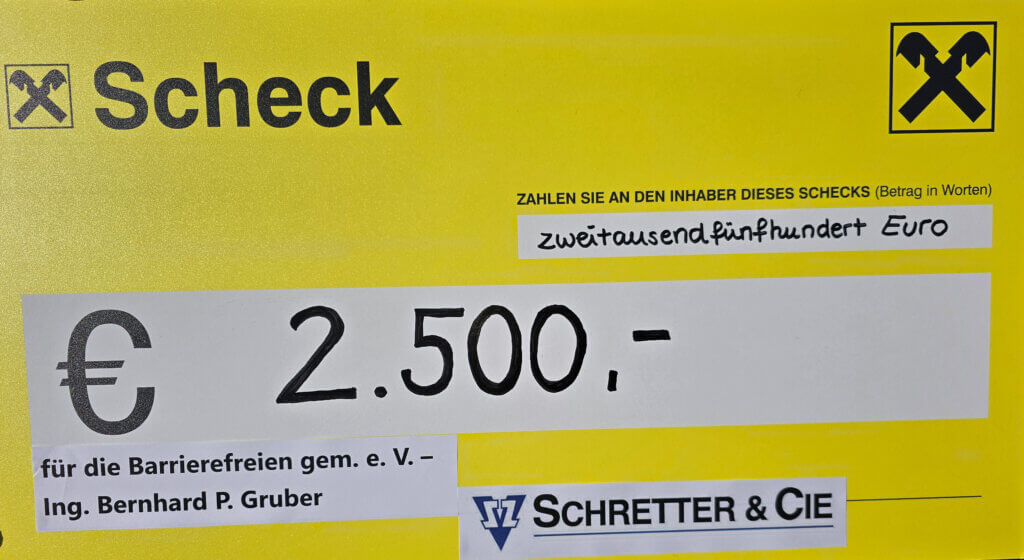 Scheck
ZAHLEN SIE AN DEN INHABER DIESES SCHECKS (Betrag in Worten)
zweitausendfünfhundert Euro
€ 2.500,-
für die Barrierefreien gem. e. V. –
Ing. Bernhard P. Gruber
SCHRETTER & CIE